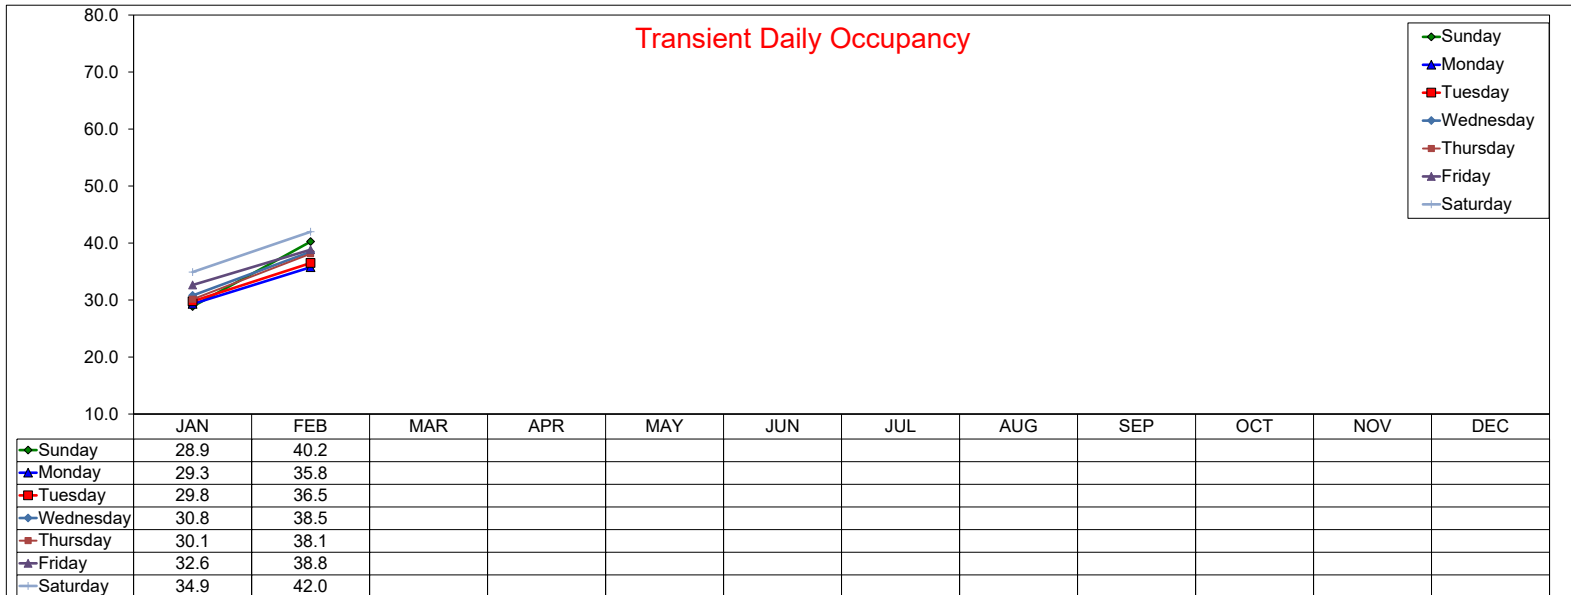 80.0
Transient Daily Occupancy
70.0
60.0
50.0
40.0
30.0
20.0
10.0
Sunday
Monday
Tuesday
Wednesday
Thursday
Friday
Saturday
JAN FEB MAR APR MAY JUN JUL AUG SEP OCT NOV DEC
Sunday 28.9 40.2
Monday 29.3 35.8
Tuesday 29.8 36.5
Wednesday 30.8 38.5
Thursday 30.1 38.1
Friday 32.6 38.8
Saturday 34.9 42.0